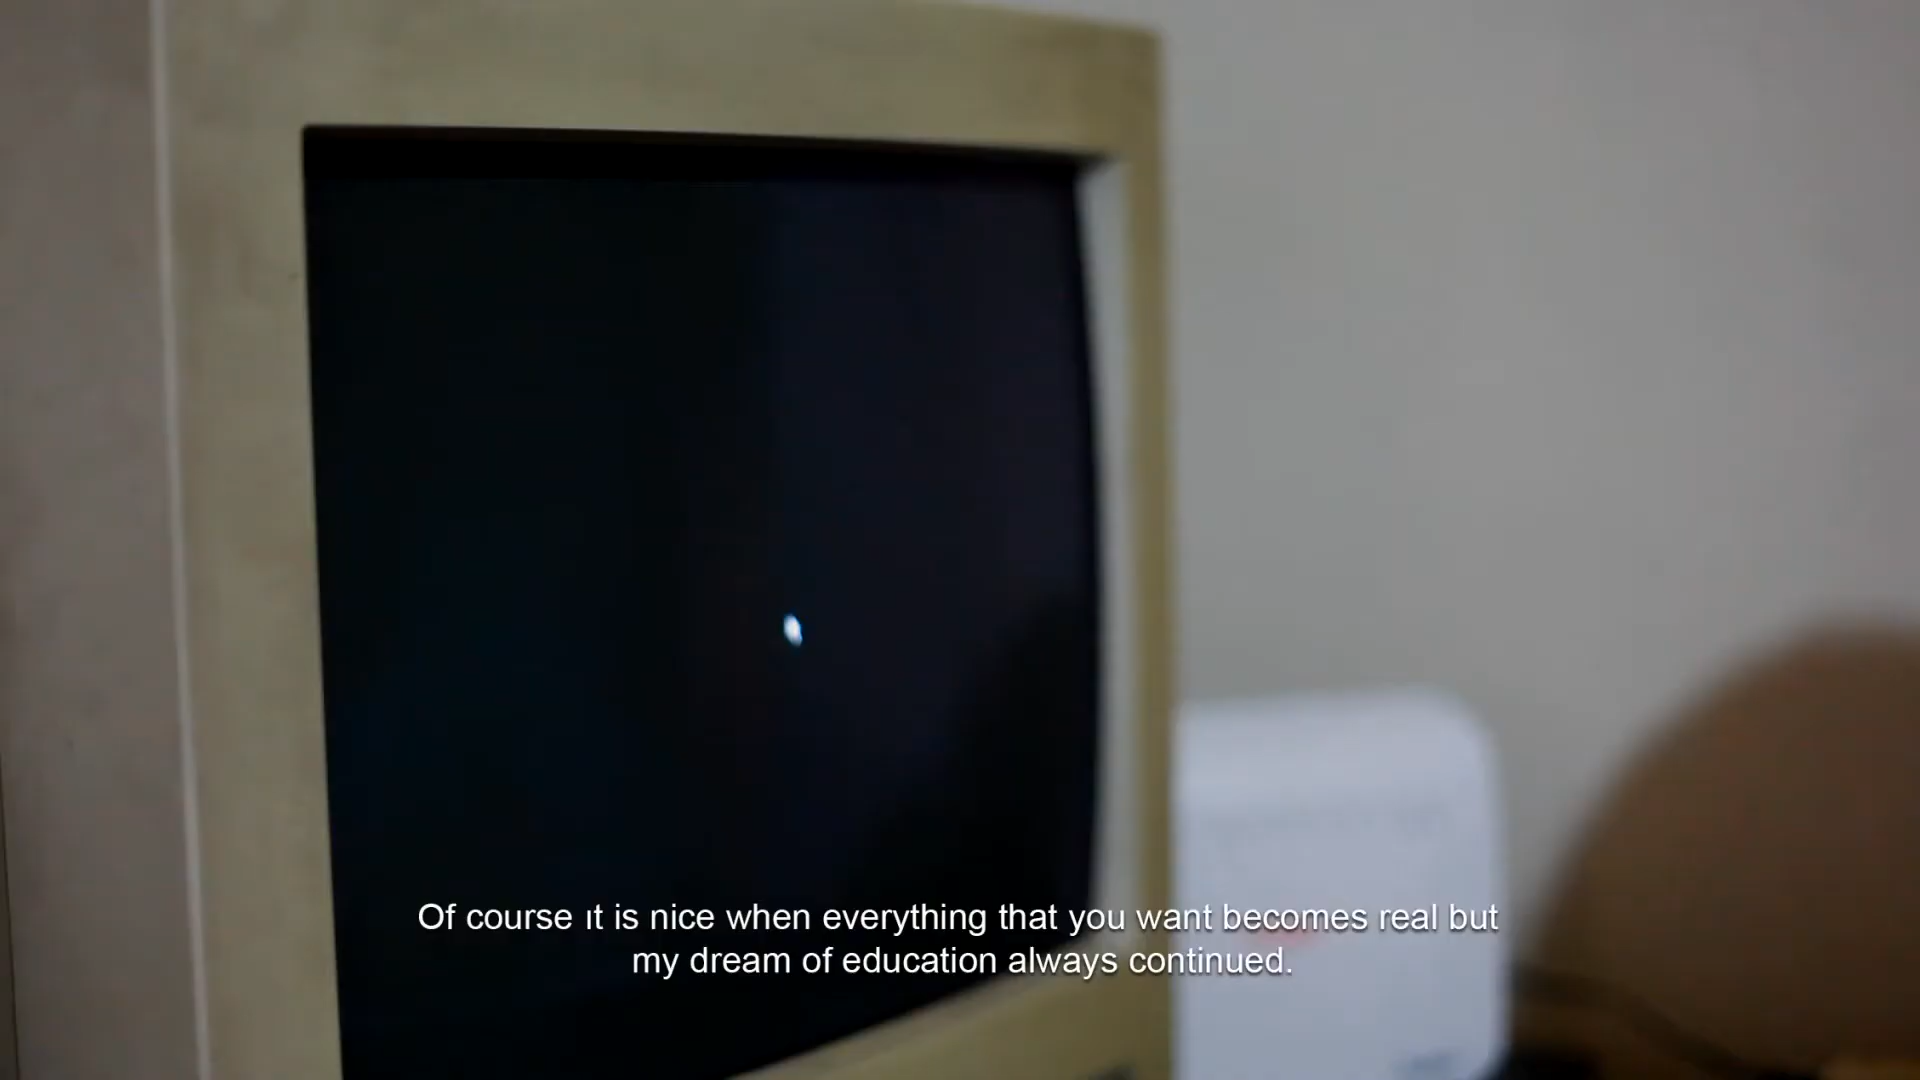 Of course ıt is nice when everything that you want becomes real but
my dream of education always continued.